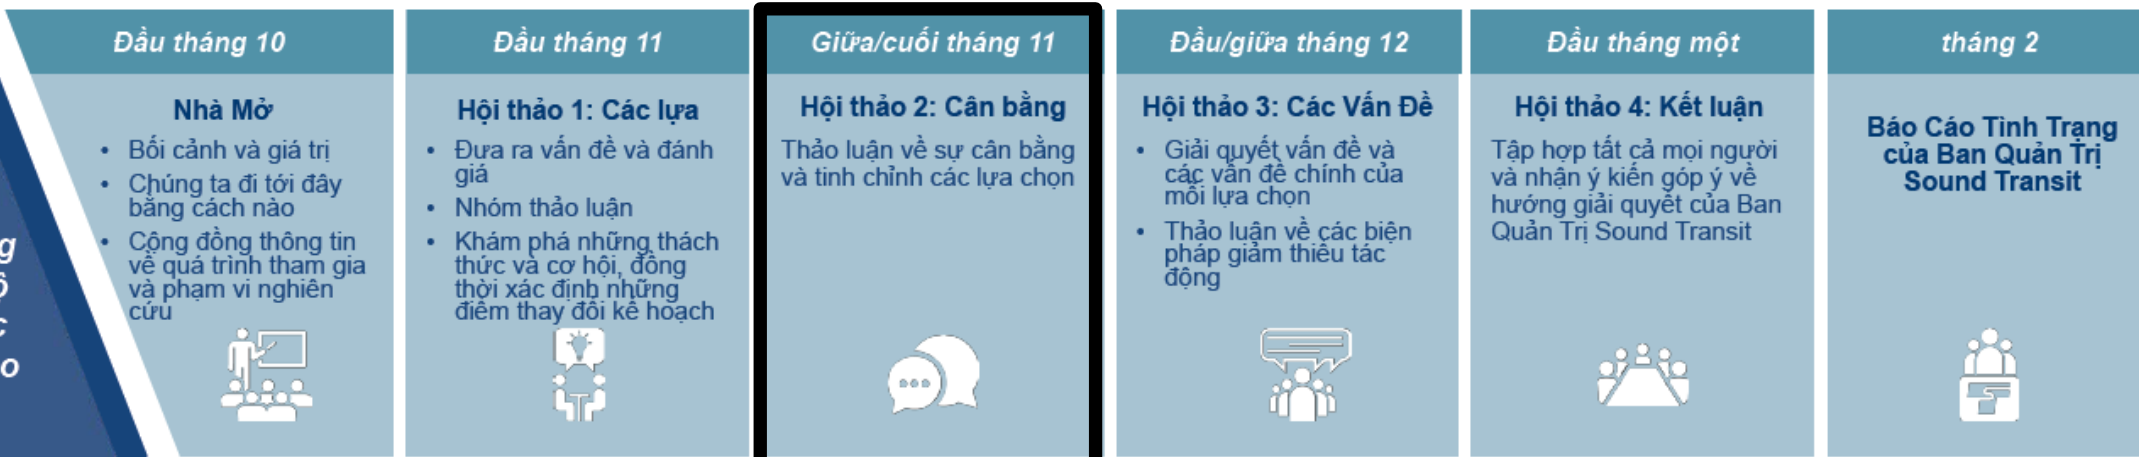 Đầu tháng 10
Nhà Mở
• Bối cảnh và giá trị
• Chúng ta đi tới đây
bằng cách nào
• Cộng đồng thông tin
về quá trình tham gia
và phạm vi nghiên
cứu
Đầu tháng 11
Hội thảo 1: Các lựa
• Đưa ra vấn đề và đánh
giá
• Nhóm thảo luận
• Khám phá những thách
thức và cơ hội, đồng
thời xác định những
điểm thay đổi kế hoạch
Giữa/cuối tháng 11
Hội thảo 2: Cân bằng
Thảo luận về sự cân bằng
và tinh chỉnh các lựa chọn
Đầu/giữa tháng 12
Hội thảo 3: Các Vấn Đề
• Giải quyết vấn đề và
các vấn đề chính của
mỗi lựa chọn
• Thảo luận về các biện
pháp giảm thiểu tác
động
Đầu tháng một
Hội thảo 4: Kết luận
Tập hợp tất cả mọi người
và nhận ý kiến góp ý về
hướng giải quyết của Ban
Quản Trị Sound Transit
tháng 2
Báo Cáo Tình Trạng
của Ban Quản Trị
Sound Transit